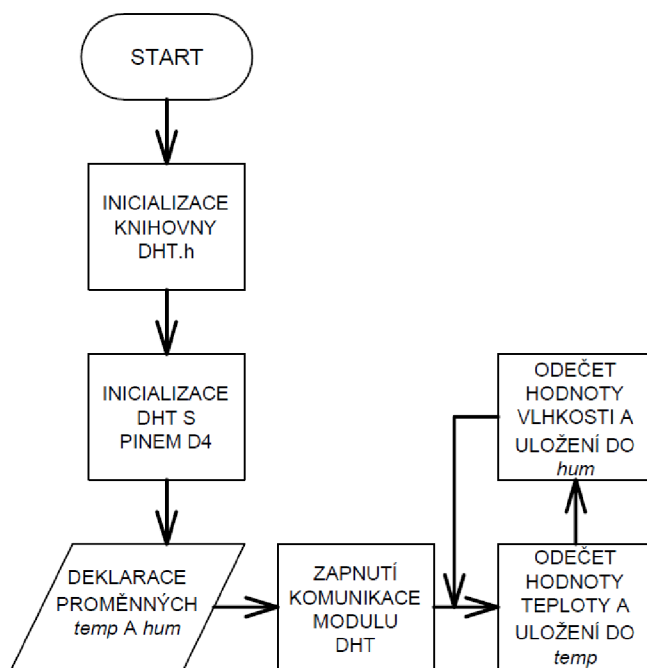 START
INICIALIZACE
KNIHOVNY
DHT.h
INICIALIZACE
DHT S
PINEM D4
DEKLARACE
PROMĚNNÝCH
temp A hum
ZAPNUTÍ
KOMUNIKACE
MODULU
DHT
ODEČET
HODNOTY
TEPLOTY A
ULOŽENÍ DO
temp
ODEČET
HODNOTY
VLHKOSTI A
ULOŽENÍ DO
hum